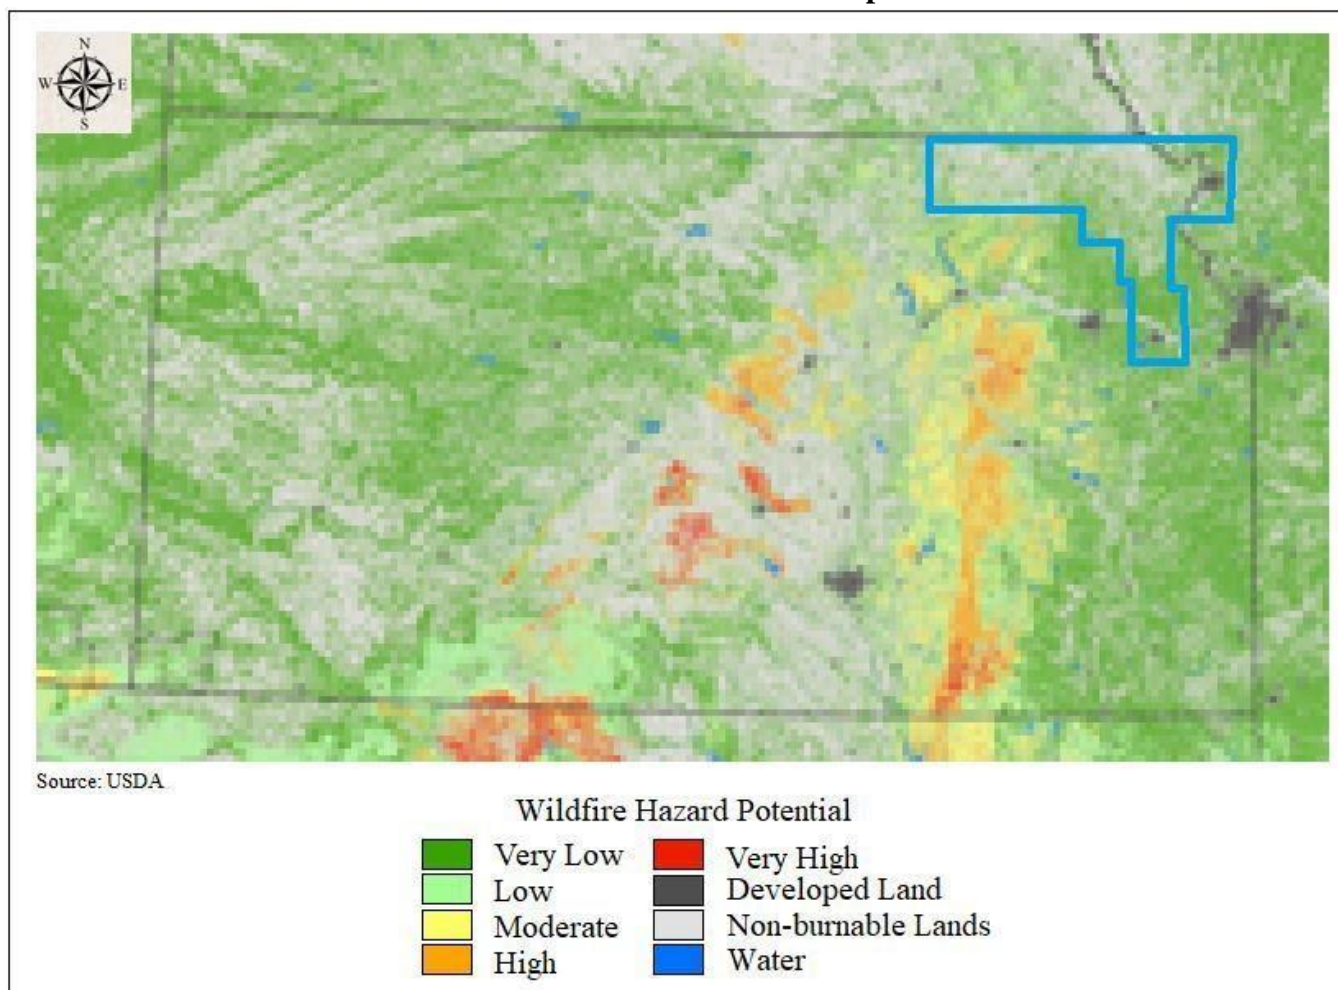 N
W E
S
Source: USDA
Wildfire Hazard Potential
Very Low
Very High
Low
Developed Land
Moderate
Non-burnable Lands
High
Water